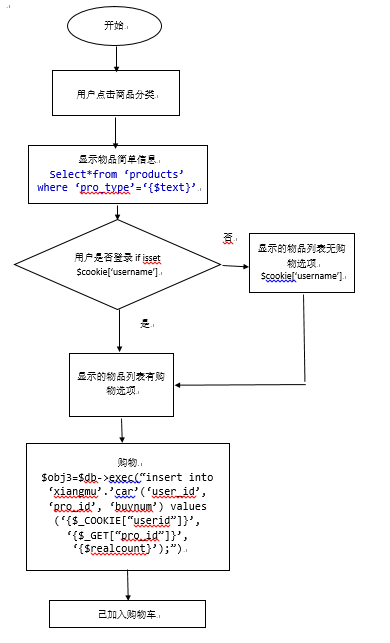 开始
用户点击商品分类
显示物品简单信息
Select*from ‘products’
where ‘pro_type’=‘{$text}’
用户是否登录 if isset
$cookie[‘username’]
否
显示的物品列表无购
物选项
$cookie[‘username’]
是
显示的物品列表有购
物选项
购物
$obj3=$db->exec(“insert into
‘xiangmu’.’car’(‘user_id’,
‘pro_id’, ‘buynum’) values
(‘{$_COOKIE[“userid”]}’,
‘{$_GET[“pro_id”]}’,
‘{$realcount}’);”)
已加入购物车